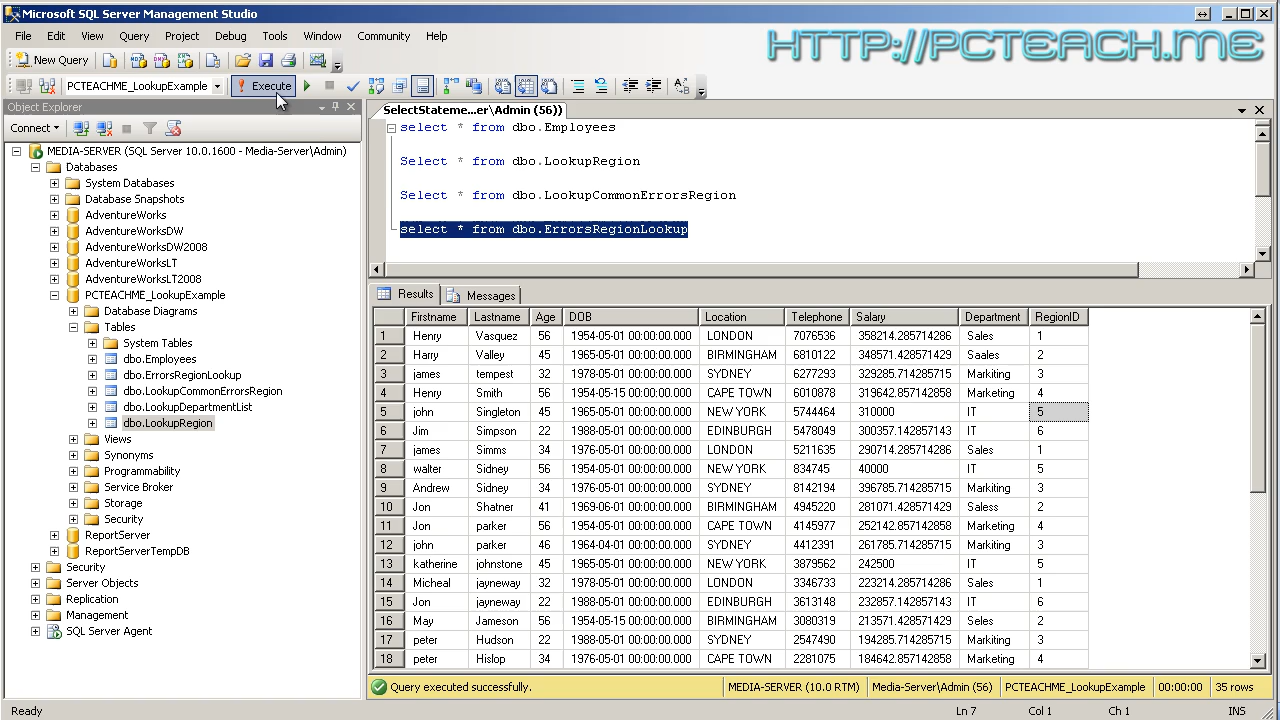 Microsoft SQL Server Management Studio
File Edit View Query Project Debug Tools Window Community Help
HTTP://PCTEACH.ME
New Query
PCTEACHME_LookupExample Execute
Object Explorer
Connect
MEDIA-SERVER (SQL Server 10.0.1600 - Media-Server\Admin)
Databases
System Databases
Database Snapshots
AdventureWorks
AdventureWorksDW
AdventureWorksDW2008
AdventureWorksLT
AdventureWorksLT2008
PCTEACHME_LookupExample
Database Diagrams
Tables
System Tables
dbo.Employees
dbo.ErrorsRegionLookup
dbo.LookupCommonErrorsRegion
dbo.LookupDepartmentList
dbo.LookupRegion
Views
Synonyms
Programmability
Service Broker
Storage
Security
ReportServer
ReportServerTempDB
Security
Server Objects
Replication
Management
SQL Server Agent
SelectStateme...er\Admin (56))
select * from dbo.Employees
Select * from dbo.LookupRegion
Select * from dbo.LookupCommonErrorsRegion
select * from dbo.ErrorsRegionLookup
Results Messages
Firstname Lastname Age DOB Location Telephone Salary Department RegionID
1 Henry Vasquez 56 1954-05-01 00:00:00.000 LONDON 7076536 358214.285714286 Sales 1
2 Harry Valley 45 1965-05-01 00:00:00.000 BIRMINGHAM 6810122 348571.428571429 Saales 2
3 james tempest 32 1978-05-01 00:00:00.000 SYDNEY 6277293 329285.714285715 Markiting 3
4 Henry Smith 56 1954-05-15 00:00:00.000 CAPE TOWN 6010878 319642.857142858 Marketing 4
5 john Singleton 45 1965-05-01 00:00:00.000 NEW YORK 5744464 310000 IT 5
6 Jim Simpson 22 1988-05-01 00:00:00.000 EDINBURGH 5478049 300357.142857143 IT 6
7 james Simms 34 1976-05-01 00:00:00.000 LONDON 5211635 290714.285714286 Sales 1
8 walter Sidney 56 1954-05-01 00:00:00.000 NEW YORK 834745 40000 IT 5
9 Andrew Sidney 34 1976-05-01 00:00:00.000 SYDNEY 8142194 396785.714285715 Markiting 3
10 Jon Shatner 41 1969-06-01 00:00:00.000 BIRMINGHAM 4945220 281071.428571429 Saless 2
11 Jon parker 56 1954-05-01 00:00:00.000 CAPE TOWN 4145977 252142.857142858 Marketing 4
12 john parker 46 1964-04-01 00:00:00.000 SYDNEY 4412391 261785.714285715 Markiting 3
13 katherine johnstone 45 1965-05-01 00:00:00.000 NEW YORK 3879562 242500 IT 5
14 Micheal jayneway 32 1978-05-01 00:00:00.000 LONDON 3346733 223214.285714286 Sales 1
15 Jon jayneway 22 1988-05-01 00:00:00.000 EDINBURGH 3613148 232857.142857143 IT 6
16 May Jameson 56 1954-05-15 00:00:00.000 BIRMINGHAM 3080319 213571.428571429 Seles 2
17 peter Hudson 22 1988-05-01 00:00:00.000 SYDNEY 2547490 194285.714285715 Markiting 3
18 peter Hislop 34 1976-05-01 00:00:00.000 CAPE TOWN 2281075 184642.857142858 Marketing 4
Query executed successfully. MEDIA-SERVER (10.0 RTM) Media-Server\Admin (56) PCTEACHME_LookupExample 00:00:00 35 rows
Ready Ln 7 Col 1 Ch 1 INS